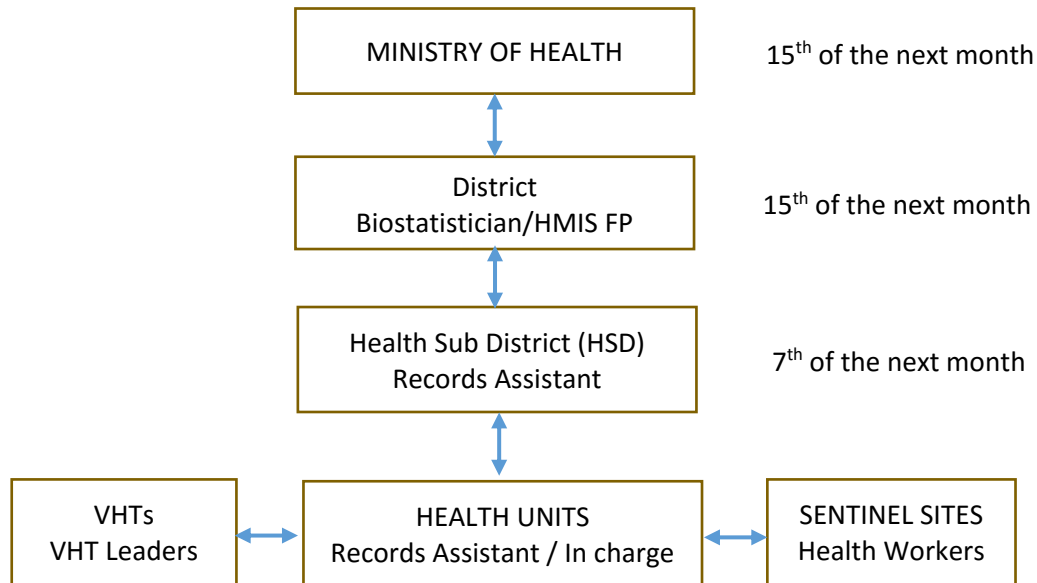 MINISTRY OF HEALTH
15th of the next month
District
Biostatistician/HMIS FP
15th of the next month
Health Sub District (HSD)
Records Assistant
7th of the next month
VHTs
VHT Leaders
HEALTH UNITS
Records Assistant / In charge
SENTINEL SITES
Health Workers